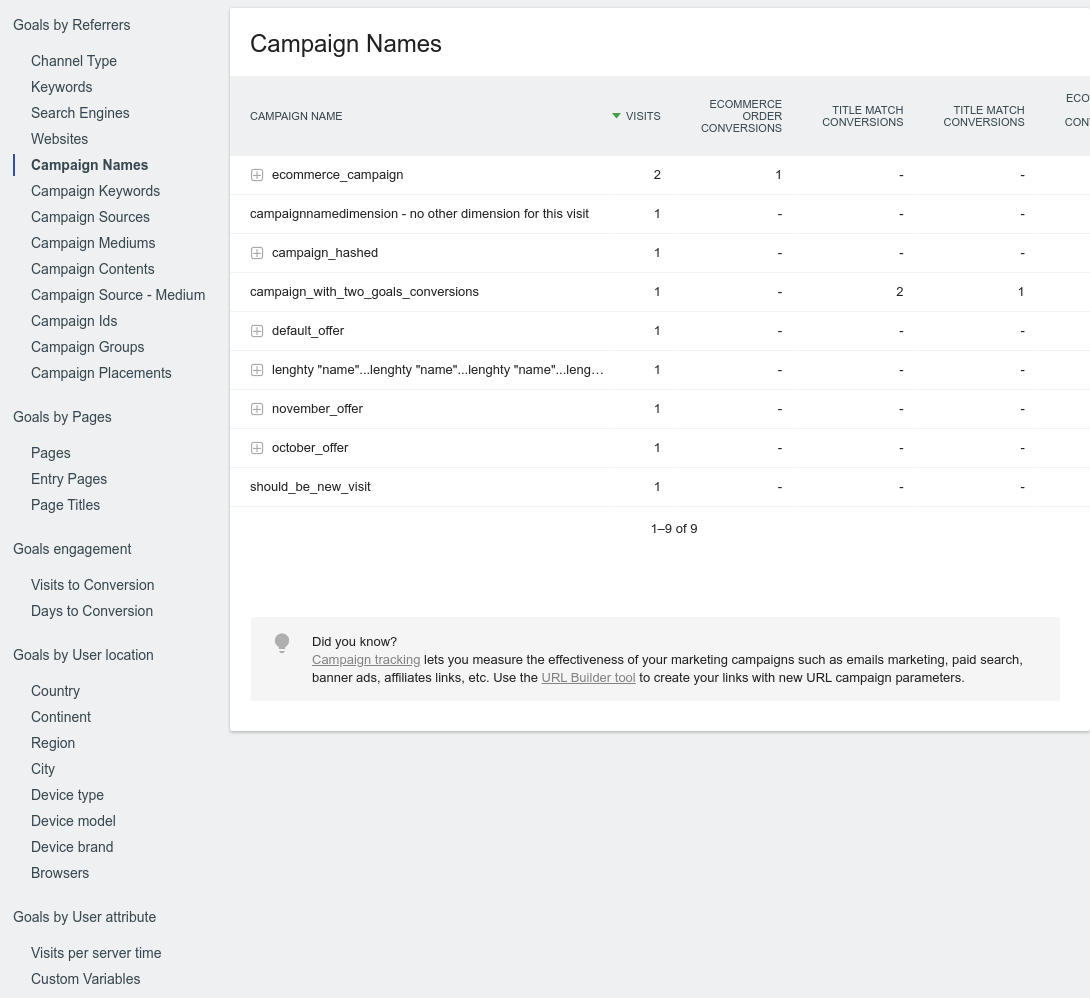 Goals by Referrers
Channel Type
Keywords
Search Engines
Websites
Campaign Names
Campaign Keywords
Campaign Sources
Campaign Mediums
Campaign Contents
Campaign Source - Medium
Campaign Ids
Campaign Groups
Campaign Placements
Goals by Pages
Pages
Entry Pages
Page Titles
Goals engagement
Visits to Conversion
Days to Conversion
Goals by User location
Country
Continent
Region
City
Device type
Device model
Device brand
Browsers
Goals by User attribute
Visits per server time
Custom Variables
Campaign Names
CAMPAIGN NAME VISITS ECOMMERCE ORDER CONVERSIONS TITLE MATCH CONVERSIONS TITLE MATCH CONVERSIONS ECO CON
ecommerce_campaign 2 1 - -
campaignnamedimension - no other dimension for this visit 1 - - -
campaign_hashed 1 - - -
campaign_with_two_goals_conversions 1 - 2 1
default_offer 1 - - -
lenghty "name"...lenghty "name"...lenghty "name"...leng... 1 - - -
november_offer 1 - - -
october_offer 1 - - -
should_be_new_visit 1 - - -
1–9 of 9
Did you know?
Campaign tracking lets you measure the effectiveness of your marketing campaigns such as emails marketing, paid search,
banner ads, affiliates links, etc. Use the URL Builder tool to create your links with new URL campaign parameters.